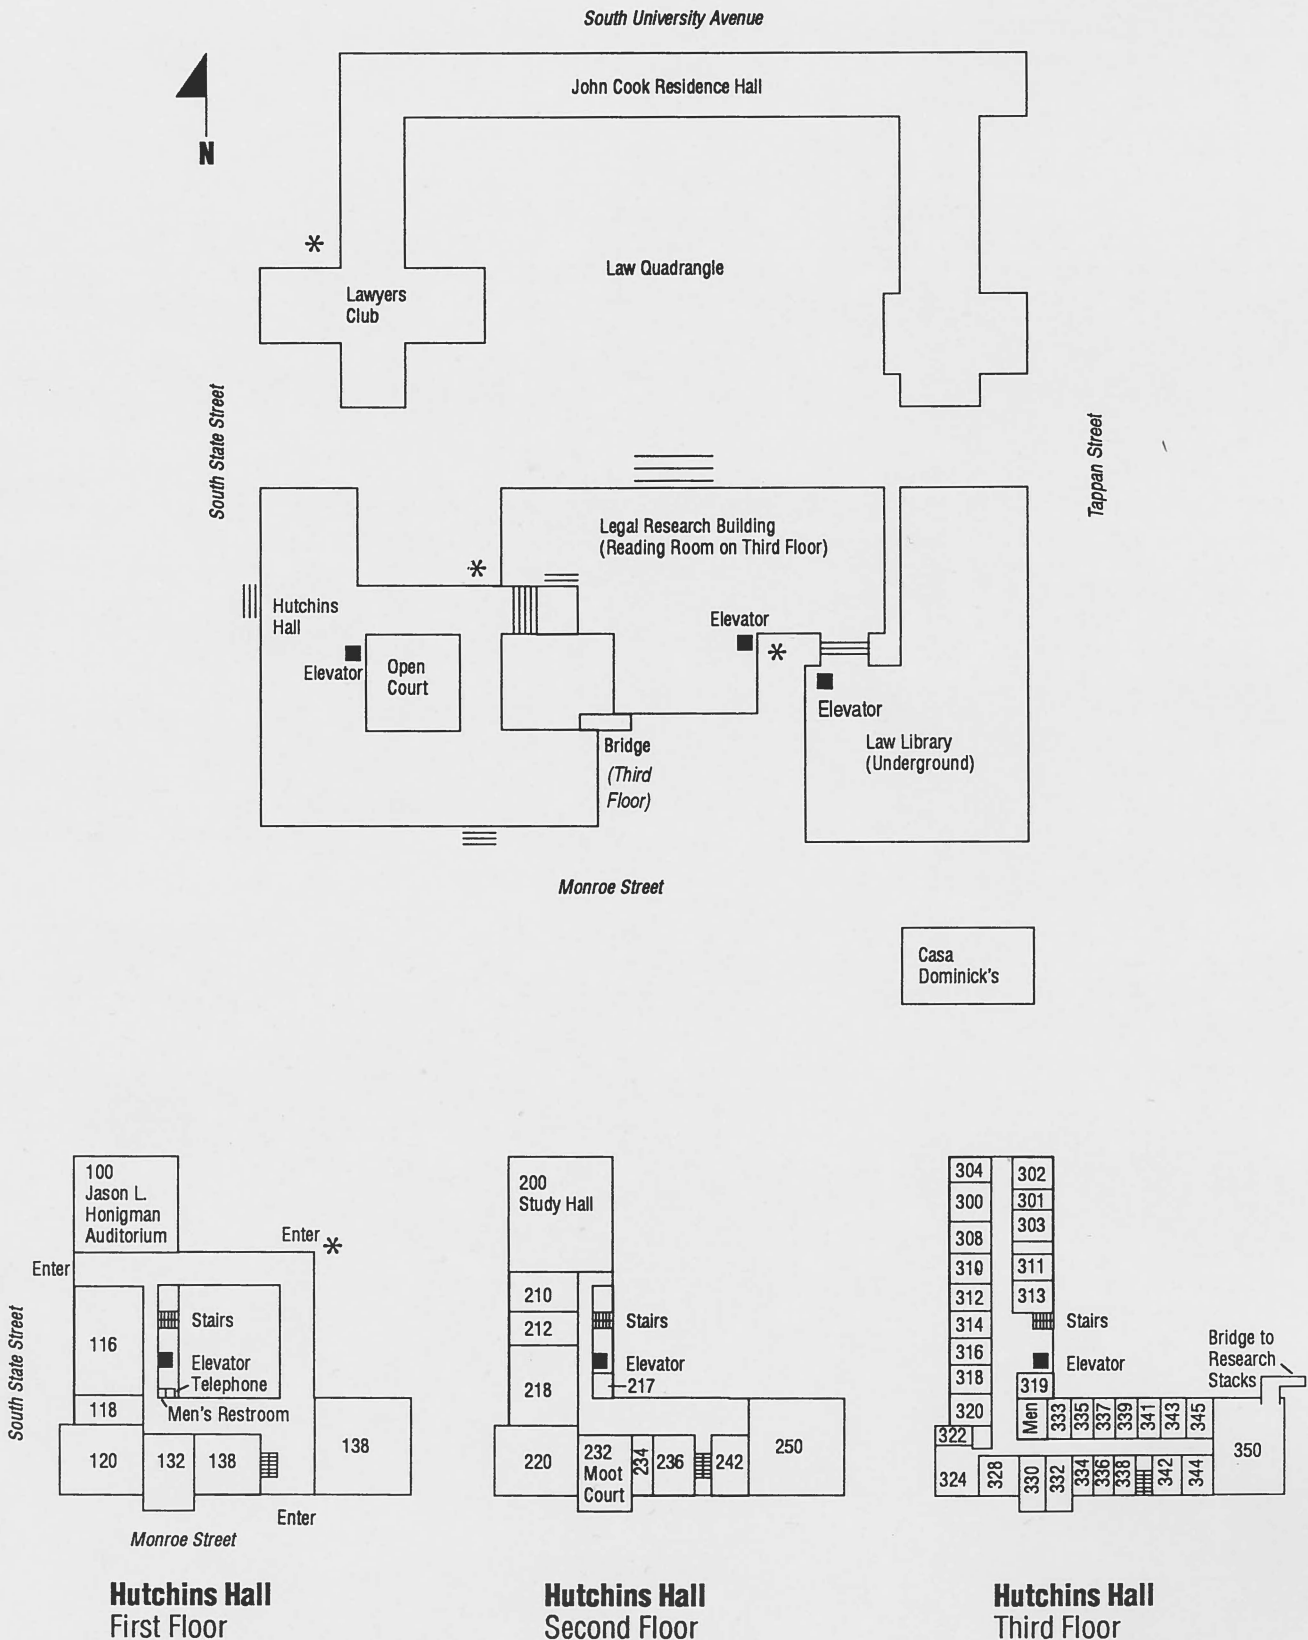 South University Avenue
John Cook Residence Hall
N
*
Law Quadrangle
Lawyers
Club
South State Street
Tappan Street
Legal Research Building
(Reading Room on Third Floor)
*
Hutchins
Hall
Elevator
*
Elevator
Open
Court
Elevator
Law Library
(Underground)
Bridge
(Third
Floor)
Monroe Street
Casa
Dominick's
100
Jason L.
Honigman
Auditorium
Enter *
Enter
South State Street
116
Stairs
Elevator
Telephone
Men's Restroom
118
120
132
138
138
Enter
Monroe Street
Hutchins Hall
First Floor
200
Study Hall
210
212
Stairs
Elevator
217
218
220
232
Moot
Court
234
236
242
250
Hutchins Hall
Second Floor
304
302
300
301
303
308
310
311
312
313
314
Stairs
316
Elevator
318
319
320
322
Men
333
335
337
339
341
343
345
Bridge to
Research
Stacks
350
324
328
330
332
334
336
338
342
344
Hutchins Hall
Third Floor